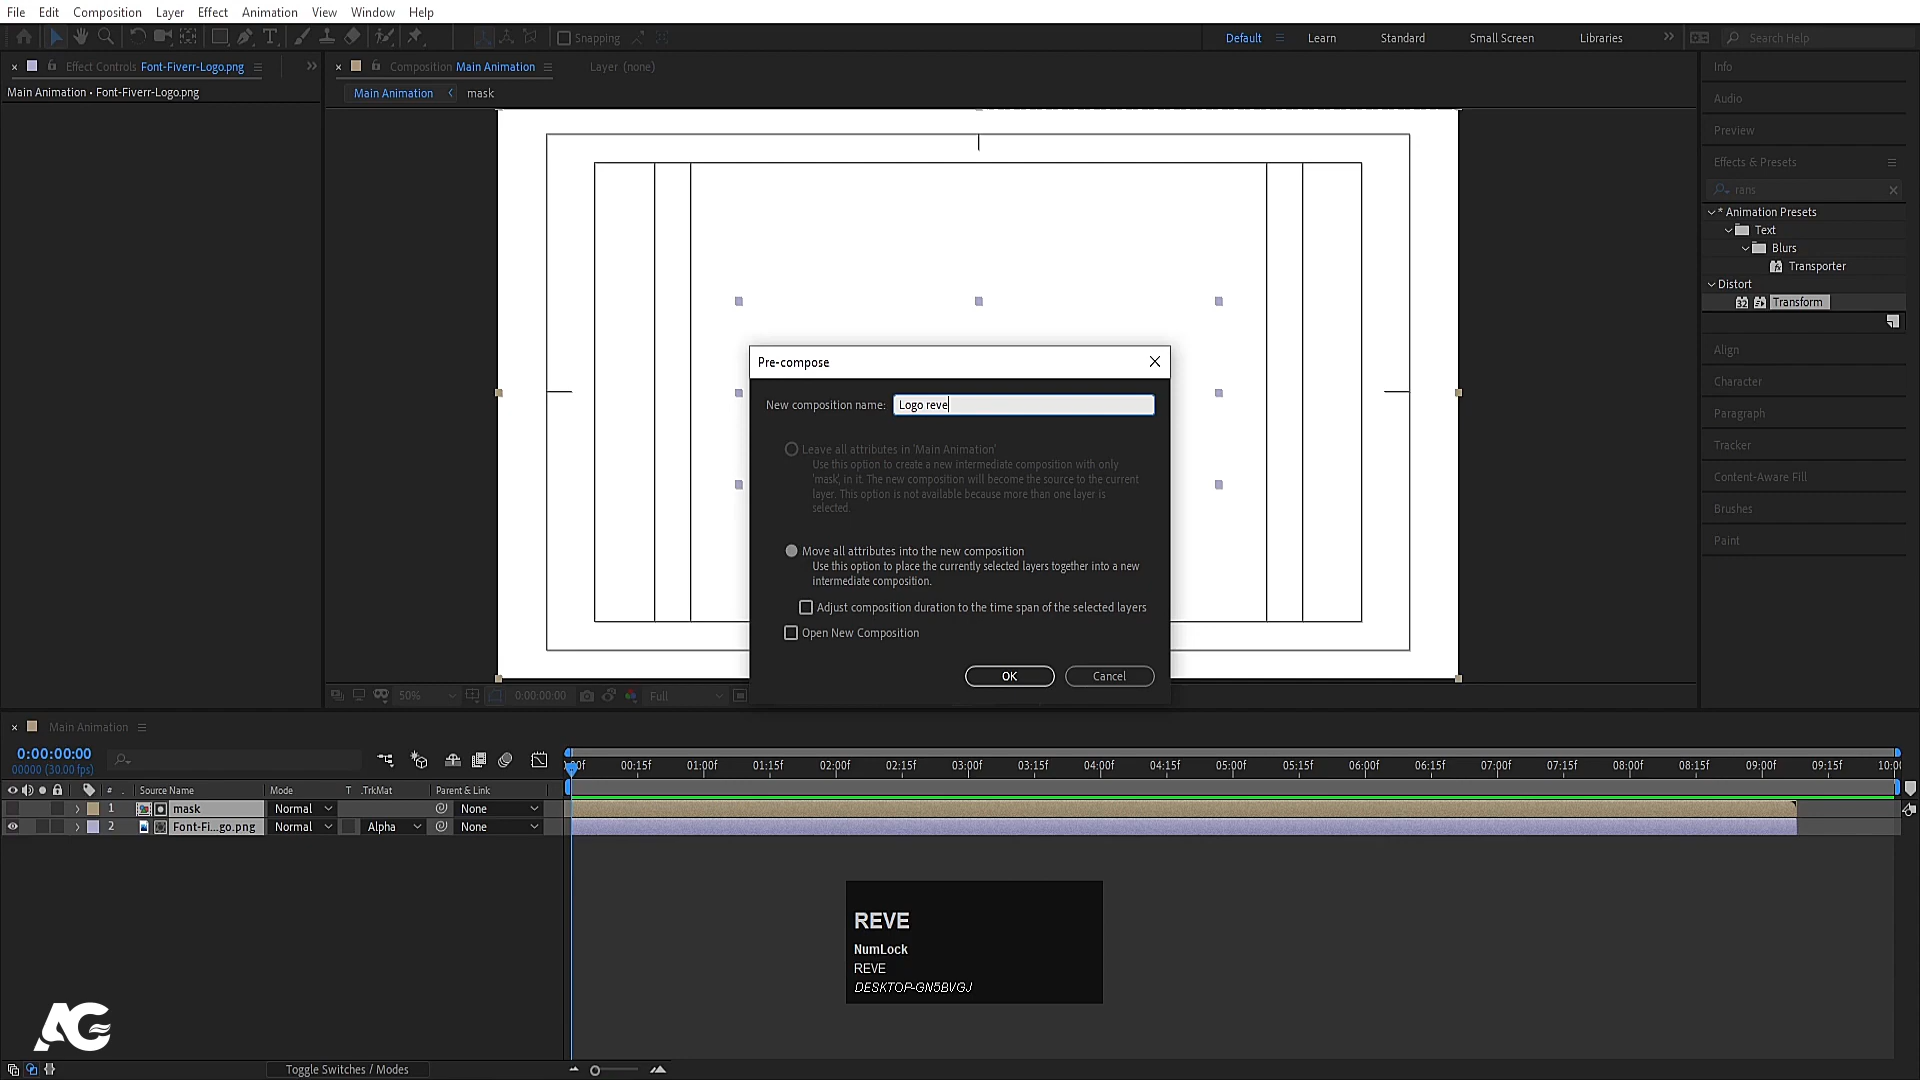 File Edit Composition Layer Effect Animation View Window Help
Snapping
Default Learn Standard Small Screen Libraries Search Help
Effect Controls Font-Fiverr-Logo.png
Composition Main Animation Layer (none)
Main Animation • Font-Fiverr-Logo.png
Main Animation mask
Info
Audio
Preview
Effects & Presets
rans
* Animation Presets
Text
Blurs
Transporter
Distort
Transform
Align
Character
Paragraph
Tracker
Content-Aware Fill
Brushes
Paint
Pre-compose
New composition name: Logo reve
Leave all attributes in 'Main Animation'
Use this option to create a new intermediate composition with only
'mask', in it. The new composition will become the source to the current
layer. This option is not available because more than one layer is
selected.
Move all attributes into the new composition
Use this option to place the currently selected layers together into a new
intermediate composition.
Adjust composition duration to the time span of the selected layers
Open New Composition
OK Cancel
50% 0:00:00:00 Full
Main Animation
0:00:00:00
00000 (30.00 fps)
:00f 00:15f 01:00f 01:15f 02:00f 02:15f 03:00f 03:15f 04:00f 04:15f 05:00f 05:15f 06:00f 06:15f 07:00f 07:15f 08:00f 08:15f 09:00f 09:15f 10:0
# Source Name Mode T .TrkMat Parent & Link
1 mask Normal None
2 Font-Fi...go.png Normal Alpha None
REVE
NumLock
REVE
DESKTOP-GN5BVGJ
AG
Toggle Switches / Modes